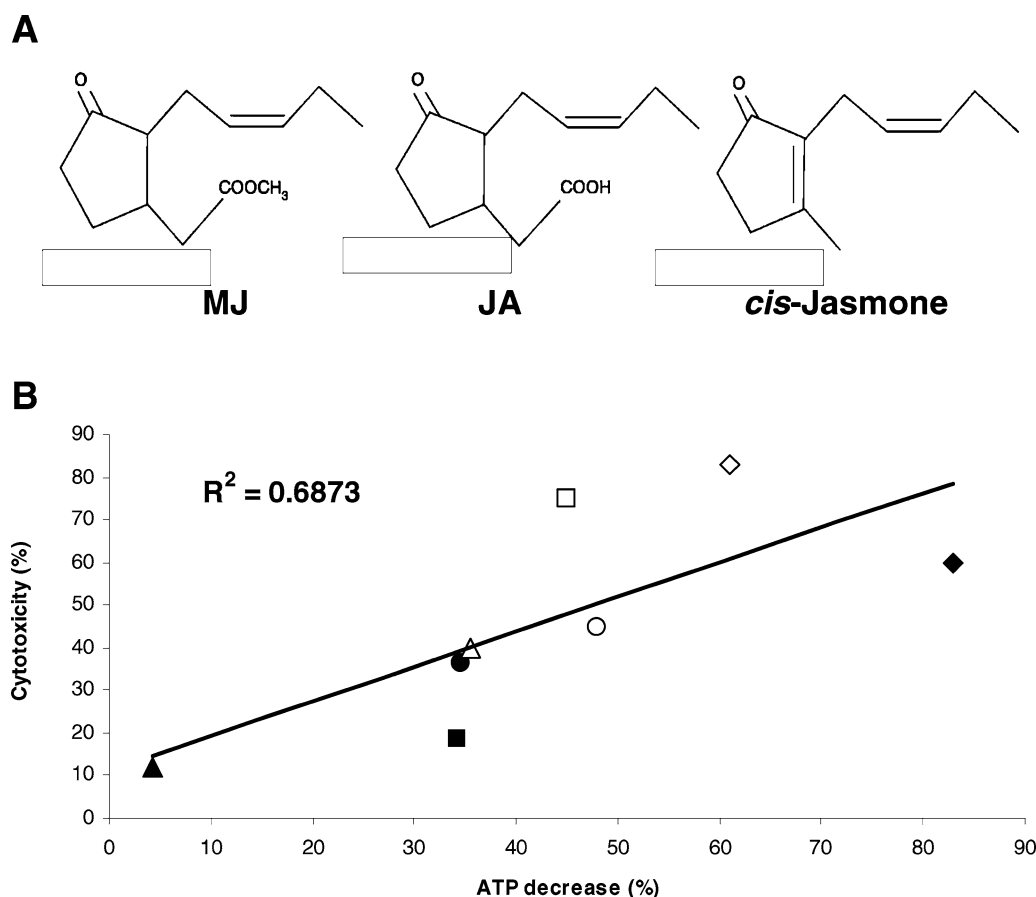 A
O
O
O
COOCH3
COOH
MJ
JA
cis-Jasmone
B
R2 = 0.6873
Cytotoxicity (%)
90
80
70
60
50
40
30
20
10
0
0 10 20 30 40 50 60 70 80 90
ATP decrease (%)